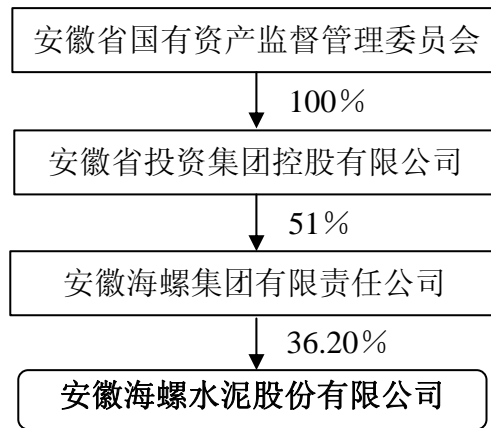 安徽省国有资产监督管理委员会
100％
安徽省投资集团控股有限公司
51％
安徽海螺集团有限责任公司
36.20％
安徽海螺水泥股份有限公司